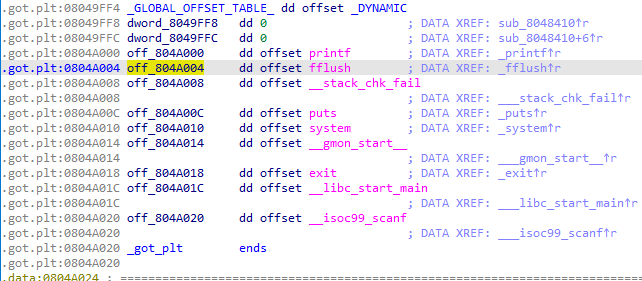 .got.plt:08049FF4 _GLOBAL_OFFSET_TABLE_ dd offset _DYNAMIC
.got.plt:08049FF8 dword_8049FF8 dd 0 ; DATA XREF: sub_8048410↑r
.got.plt:08049FFC dword_8049FFC dd 0 ; DATA XREF: sub_8048410+6↑r
.got.plt:0804A000 off_804A000 dd offset printf ; DATA XREF: _printf↑r
.got.plt:0804A004 off_804A004 dd offset fflush ; DATA XREF: _fflush↑r
.got.plt:0804A008 off_804A008 dd offset __stack_chk_fail
.got.plt:0804A008 ; DATA XREF: ___stack_chk_fail↑r
.got.plt:0804A00C off_804A00C dd offset puts ; DATA XREF: _puts↑r
.got.plt:0804A010 off_804A010 dd offset system ; DATA XREF: _system↑r
.got.plt:0804A014 off_804A014 dd offset __gmon_start__
.got.plt:0804A014 ; DATA XREF: ___gmon_start__↑r
.got.plt:0804A018 off_804A018 dd offset exit ; DATA XREF: _exit↑r
.got.plt:0804A01C off_804A01C dd offset __libc_start_main
.got.plt:0804A01C ; DATA XREF: ___libc_start_main↑r
.got.plt:0804A020 off_804A020 dd offset __isoc99_scanf
.got.plt:0804A020 ; DATA XREF: ___isoc99_scanf↑r
.got.plt:0804A020 _got_plt ends
.got.plt:0804A020
.data:0804A024 ; ===========================================================================